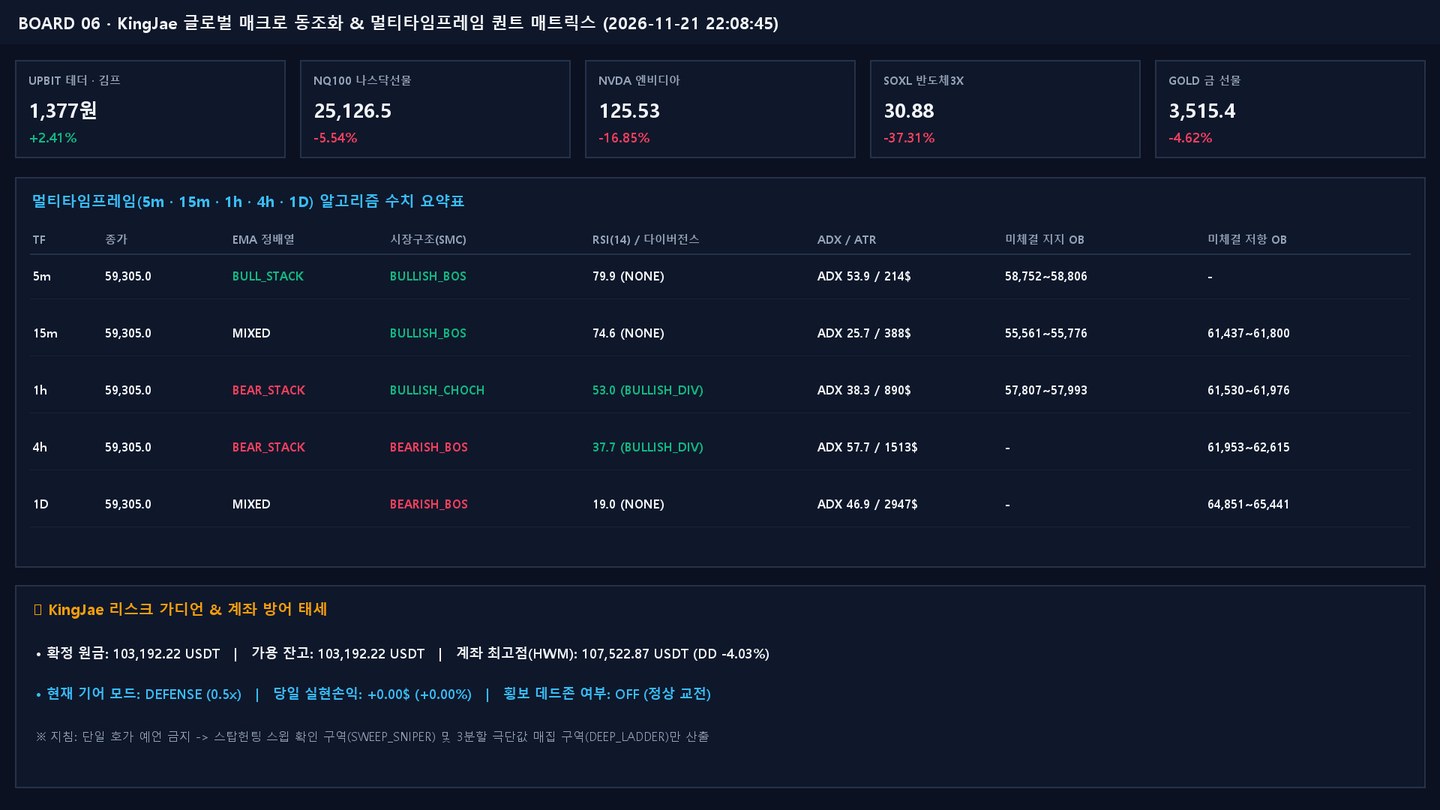 BOARD 06 · KingJae 글로벌 매크로 동조화 & 멀티타임프레임 퀀트 매트릭스 (2026-11-21 22:08:45)
UPBIT 테더 · 김프
1,377원
+2.41%
NQ100 나스닥선물
25,126.5
-5.54%
NVDA 엔비디아
125.53
-16.85%
SOXL 반도체3X
30.88
-37.31%
GOLD 금 선물
3,515.4
-4.62%
멀티타임프레임(5m · 15m · 1h · 4h · 1D) 알고리즘 수치 요약표
TF 종가 EMA 정배열 시장구조(SMC) RSI(14) / 다이버전스 ADX / ATR 미체결 지지 OB 미체결 저항 OB
5m 59,305.0 BULL_STACK BULLISH_BOS 79.9 (NONE) ADX 53.9 / 214$ 58,752~58,806 -
15m 59,305.0 MIXED BULLISH_BOS 74.6 (NONE) ADX 25.7 / 388$ 55,561~55,776 61,437~61,800
1h 59,305.0 BEAR_STACK BULLISH_CHOCH 53.0 (BULLISH_DIV) ADX 38.3 / 890$ 57,807~57,993 61,530~61,976
4h 59,305.0 BEAR_STACK BEARISH_BOS 37.7 (BULLISH_DIV) ADX 57.7 / 1513$ - 61,953~62,615
1D 59,305.0 MIXED BEARISH_BOS 19.0 (NONE) ADX 46.9 / 2947$ - 64,851~65,441
KingJae 리스크 가디언 & 계좌 방어 태세
• 확정 원금: 103,192.22 USDT | 가용 잔고: 103,192.22 USDT | 계좌 최고점(HWM): 107,522.87 USDT (DD -4.03%)
• 현재 기어 모드: DEFENSE (0.5x) | 당일 실현손익: +0.00$ (+0.00%) | 횡보 데드존 여부: OFF (정상 교전)
※ 지침: 단일 호가 예언 금지 -> 스탑헌팅 스윕 확인 구역(SWEEP_SNIPER) 및 3분할 극단값 매집 구역(DEEP_LADDER)만 산출